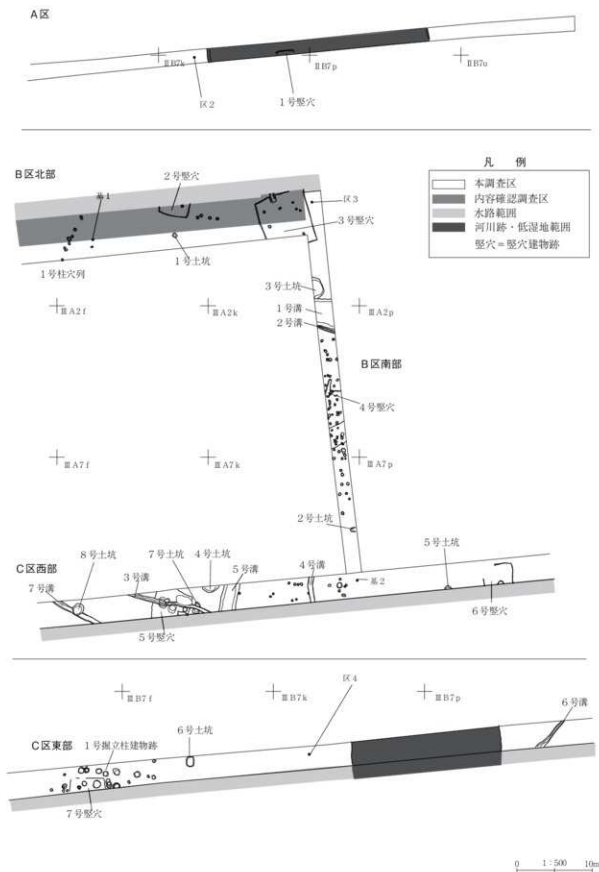 A区
ⅡB7k
ⅡB7p
ⅡB7u
区2
1号竪穴
B区北部
基1
2号竪穴
区3
3号竪穴
1号柱穴列
1号土坑
凡　例
本調査区
内容確認調査区
水路範囲
河川跡・低湿地範囲
竪穴＝竪穴建物跡
3号土坑
1号溝
2号溝
ⅢA2f
ⅢA2k
ⅢA2p
B区南部
4号竪穴
ⅢA7f
ⅢA7k
ⅢA7p
2号土坑
C区西部
7号溝
8号土坑
3号溝
7号土坑
4号土坑
5号溝
4号溝
基2
5号土坑
5号竪穴
6号竪穴
ⅢB7f
ⅢB7k
ⅢB7p
区4
6号溝
C区東部
1号掘立柱建物跡
6号土坑
7号竪穴
0　1:500　10m